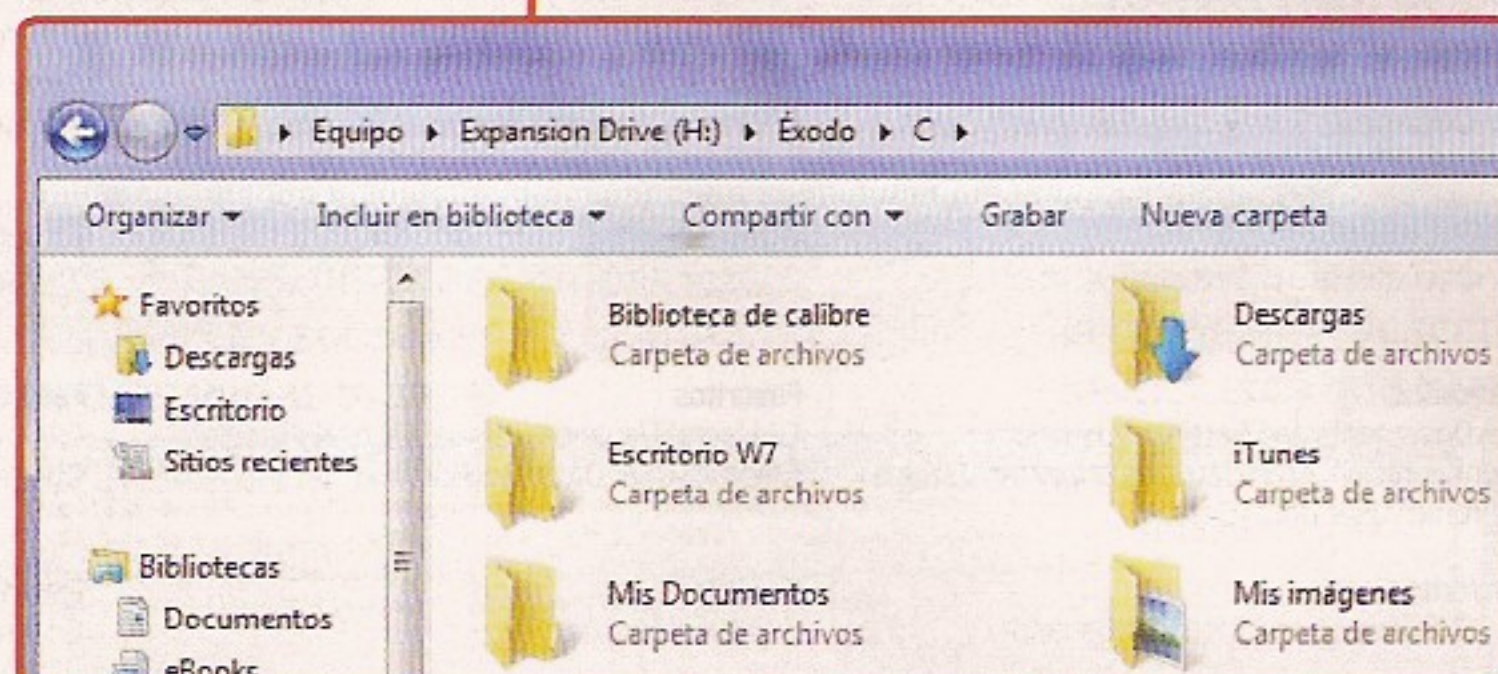 Equipo Expansion Drive (H:) Éxodo C
Organizar Incluir en biblioteca Compartir con Grabar Nueva carpeta
Favoritos
Descargas
Escritorio
Sitios recientes
Bibliotecas
Documentos
eBooks
Biblioteca de calibre
Carpeta de archivos
Descargas
Carpeta de archivos
Escritorio W7
Carpeta de archivos
iTunes
Carpeta de archivos
Mis Documentos
Carpeta de archivos
Mis imágenes
Carpeta de archivos